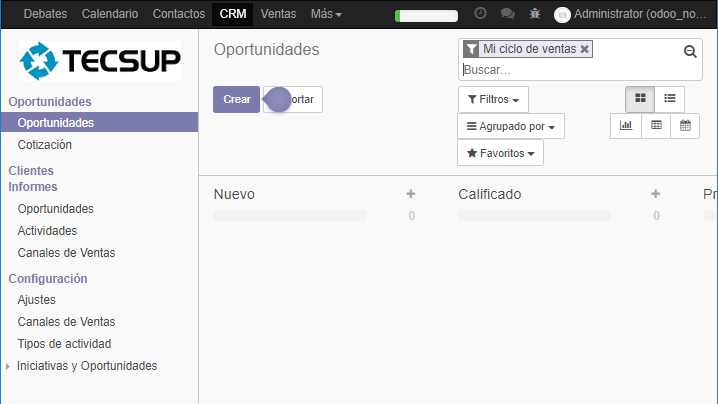 Debates Calendario Contactos CRM Ventas Más Administrator (odoo_no...
TECSUP
Oportunidades
Oportunidades
Cotización
Clientes
Informes
Oportunidades
Actividades
Canales de Ventas
Configuración
Ajustes
Canales de Ventas
Tipos de actividad
Iniciativas y Oportunidades
Oportunidades
Mi ciclo de ventas
Buscar...
Crear
ortar
Filtros
Agrupado por
Favoritos
Nuevo
0
Calificado
0
Pr